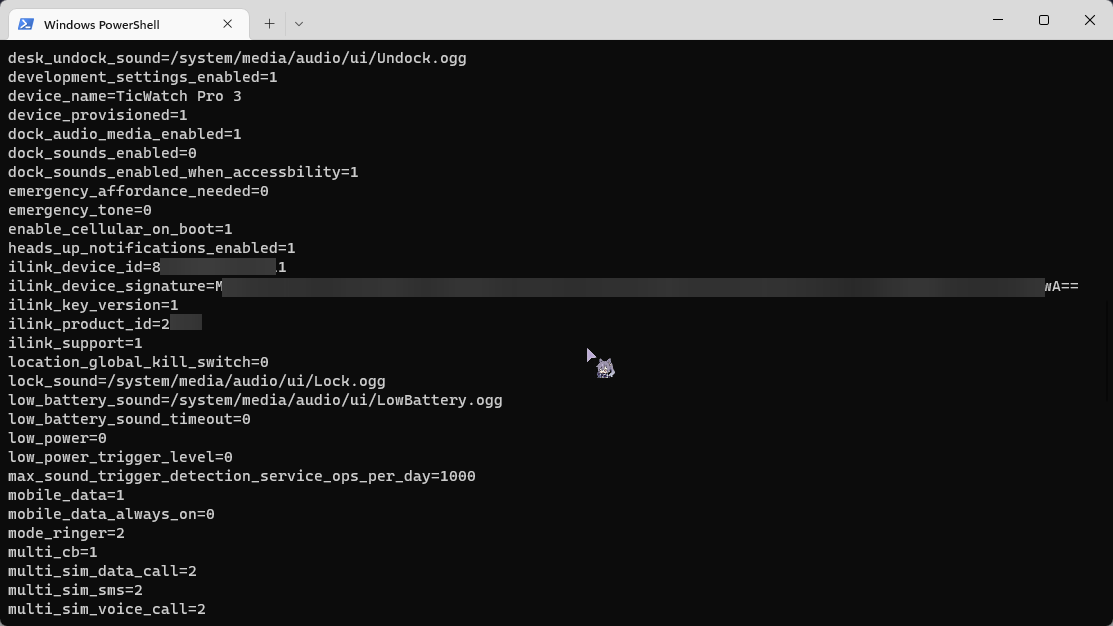 Windows PowerShell
desk_undock_sound=/system/media/audio/ui/Undock.ogg
development_settings_enabled=1
device_name=TicWatch Pro 3
device_provisioned=1
dock_audio_media_enabled=1
dock_sounds_enabled=0
dock_sounds_enabled_when_accessbility=1
emergency_affordance_needed=0
emergency_tone=0
enable_cellular_on_boot=1
heads_up_notifications_enabled=1
ilink_device_id=8 1
ilink_device_signature=M wA==
ilink_key_version=1
ilink_product_id=2
ilink_support=1
location_global_kill_switch=0
lock_sound=/system/media/audio/ui/Lock.ogg
low_battery_sound=/system/media/audio/ui/LowBattery.ogg
low_battery_sound_timeout=0
low_power=0
low_power_trigger_level=0
max_sound_trigger_detection_service_ops_per_day=1000
mobile_data=1
mobile_data_always_on=0
mode_ringer=2
multi_cb=1
multi_sim_data_call=2
multi_sim_sms=2
multi_sim_voice_call=2